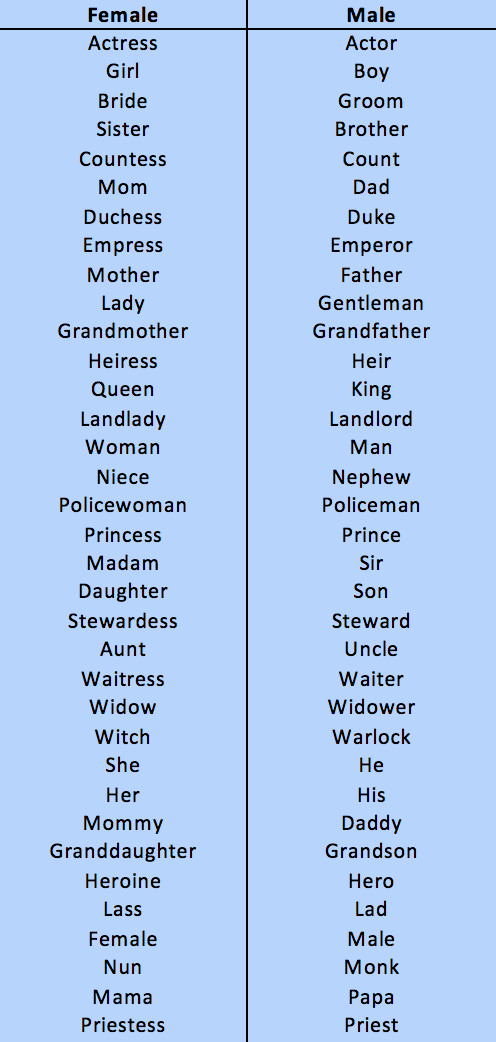 Female Male
Actress Actor
Girl Boy
Bride Groom
Sister Brother
Countess Count
Mom Dad
Duchess Duke
Empress Emperor
Mother Father
Lady Gentleman
Grandmother Grandfather
Heiress Heir
Queen King
Landlady Landlord
Woman Man
Niece Nephew
Policewoman Policeman
Princess Prince
Madam Sir
Daughter Son
Stewardess Steward
Aunt Uncle
Waitress Waiter
Widow Widower
Witch Warlock
She He
Her His
Mommy Daddy
Granddaughter Grandson
Heroine Hero
Lass Lad
Female Male
Nun Monk
Mama Papa
Priestess Priest